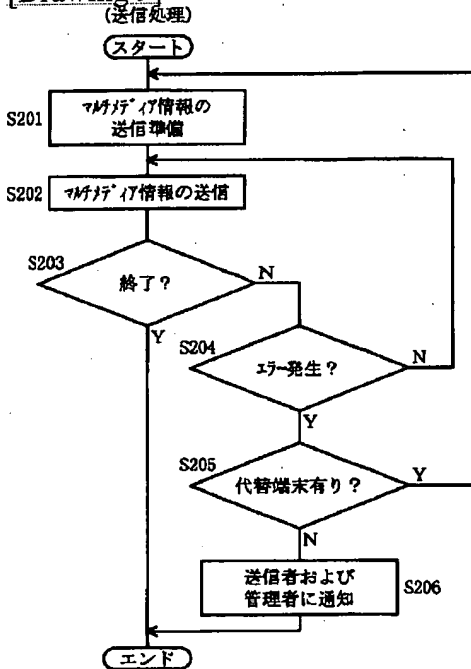 (送信処理)
スタート
S201
マルチメディア情報の
送信準備
S202
マルチメディア情報の送信
S203
終了?
N
Y
S204
エラー発生?
N
Y
S205
代替端末有り?
Y
N
送信者および
管理者に通知
S206
エンド